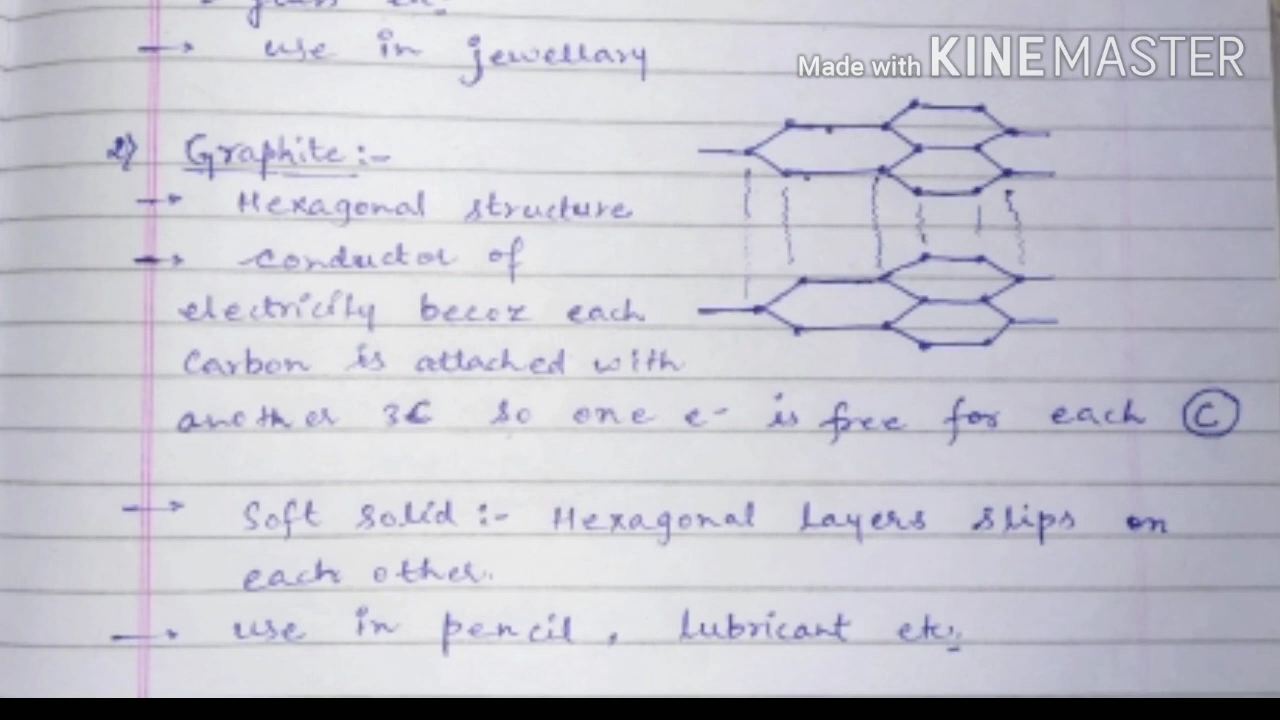 use in jewellary
Made with KINEMASTER
2) Graphite:-
→ Hexagonal structure
→ conductor of
electricity becoz each
carbon is attached with
another 3C so one e- is free for each C
→ Soft solid:- Hexagonal layers slips on
each other.
→ use in pencil, lubricant etc.